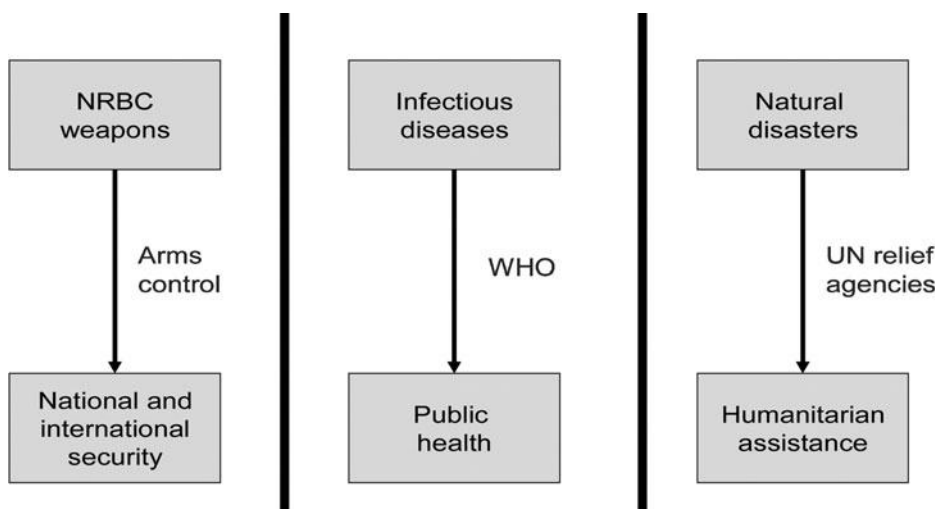 NRBC
weapons
Infectious
diseases
Natural
disasters
Arms
control
WHO
UN relief
agencies
National and
international
security
Public
health
Humanitarian
assistance